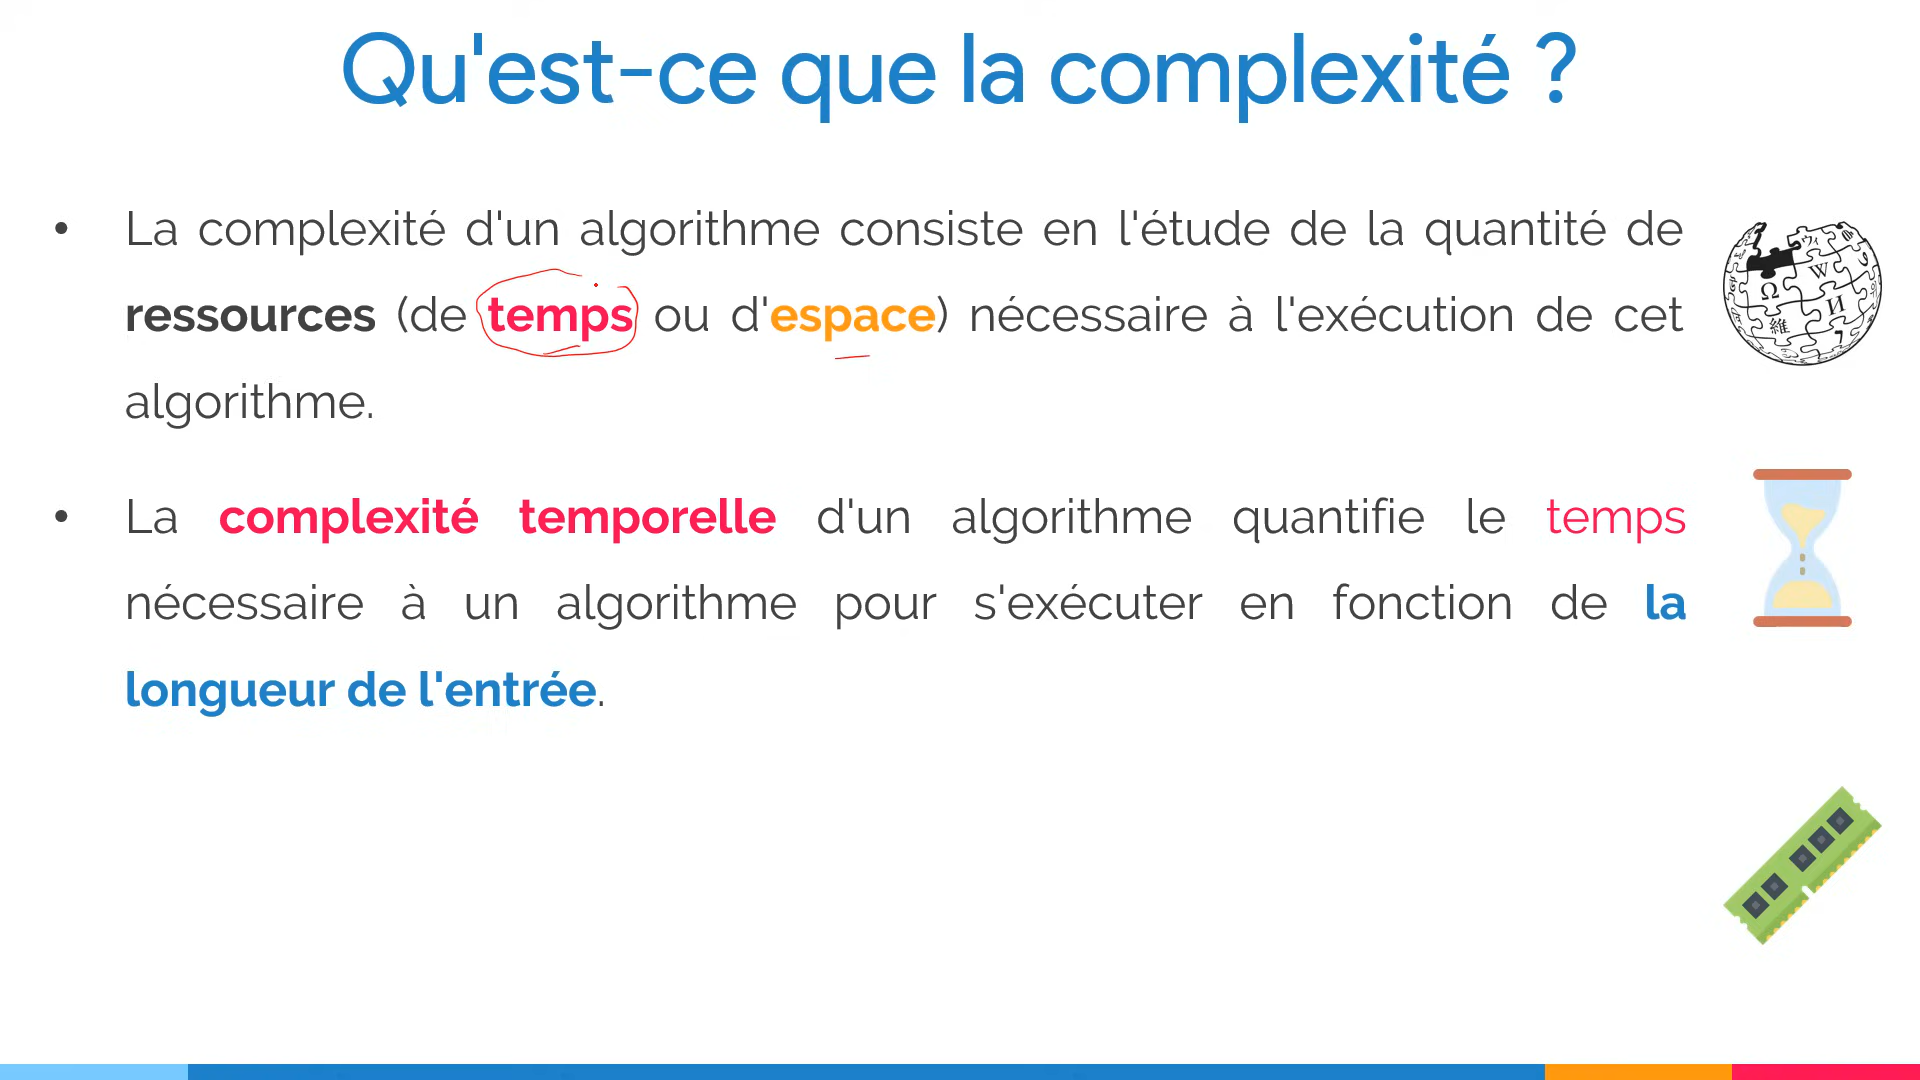 Qu'est-ce que la complexité ?
• La complexité d'un algorithme consiste en l'étude de la quantité de
ressources (de temps ou d'espace) nécessaire à l'exécution de cet
algorithme.
• La complexité temporelle d'un algorithme quantifie le temps
nécessaire à un algorithme pour s'exécuter en fonction de la
longueur de l'entrée.